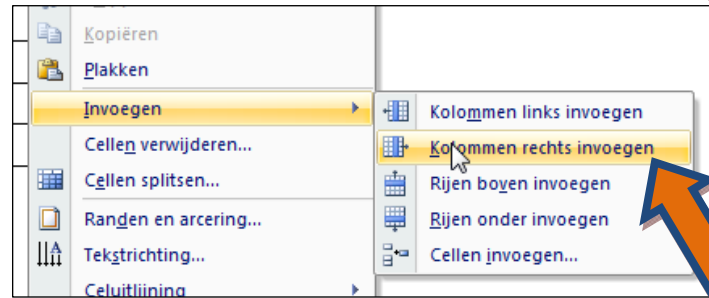 Kopiëren
Plakken
Invoegen
Cellen verwijderen...
Cellen splitsen...
Randen en arcering...
Tekstrichting...
Celuitlijning
Kolommen links invoegen
Kolommen rechts invoegen
Rijen boven invoegen
Rijen onder invoegen
Cellen invoegen...